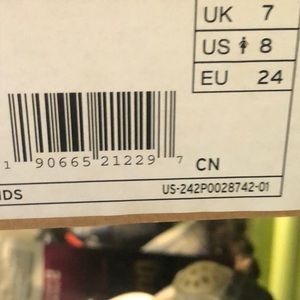 UK 7
US 8
EU 24
1 90665 21229 7
CN
IDS
US-242P0028742-01